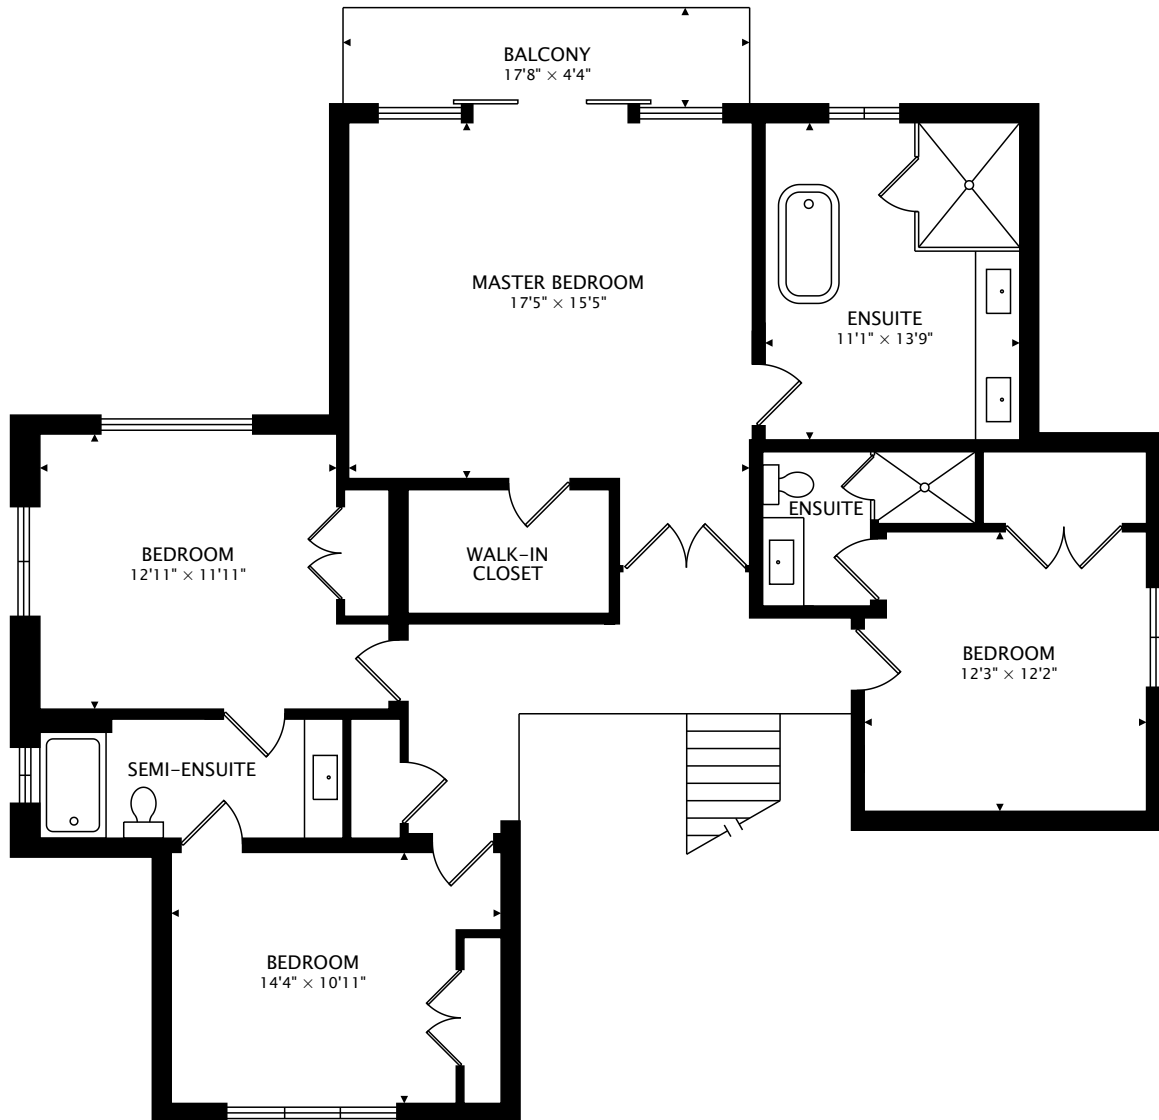 BALCONY
17'8" × 4'4"
MASTER BEDROOM
17'5" × 15'5"
ENSUITE
11'1" × 13'9"
ENSUITE
BEDROOM
12'11" × 11'11"
WALK-IN
CLOSET
BEDROOM
12'3" × 12'2"
SEMI-ENSUITE
BEDROOM
14'4" × 10'11"